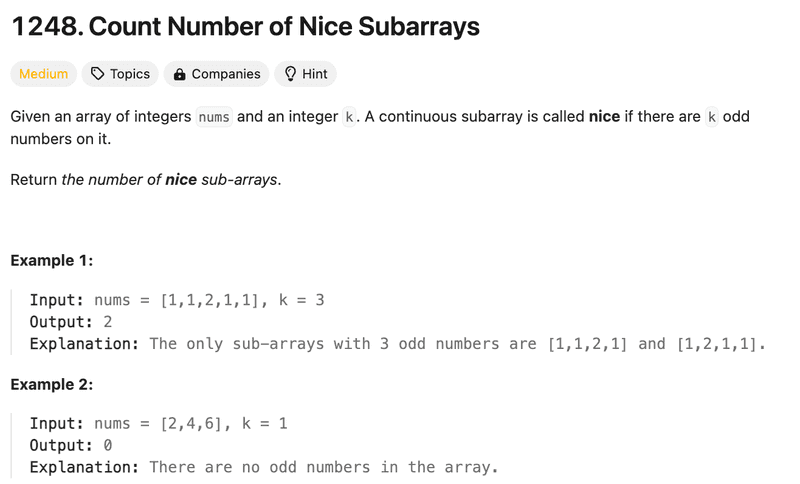 1248. Count Number of Nice Subarrays
Medium Topics Companies Hint
Given an array of integers nums and an integer k. A continuous subarray is called nice if there are k odd
numbers on it.
Return the number of nice sub-arrays.
Example 1:
Input: nums = [1,1,2,1,1], k = 3
Output: 2
Explanation: The only sub-arrays with 3 odd numbers are [1,1,2,1] and [1,2,1,1].
Example 2:
Input: nums = [2,4,6], k = 1
Output: 0
Explanation: There are no odd numbers in the array.